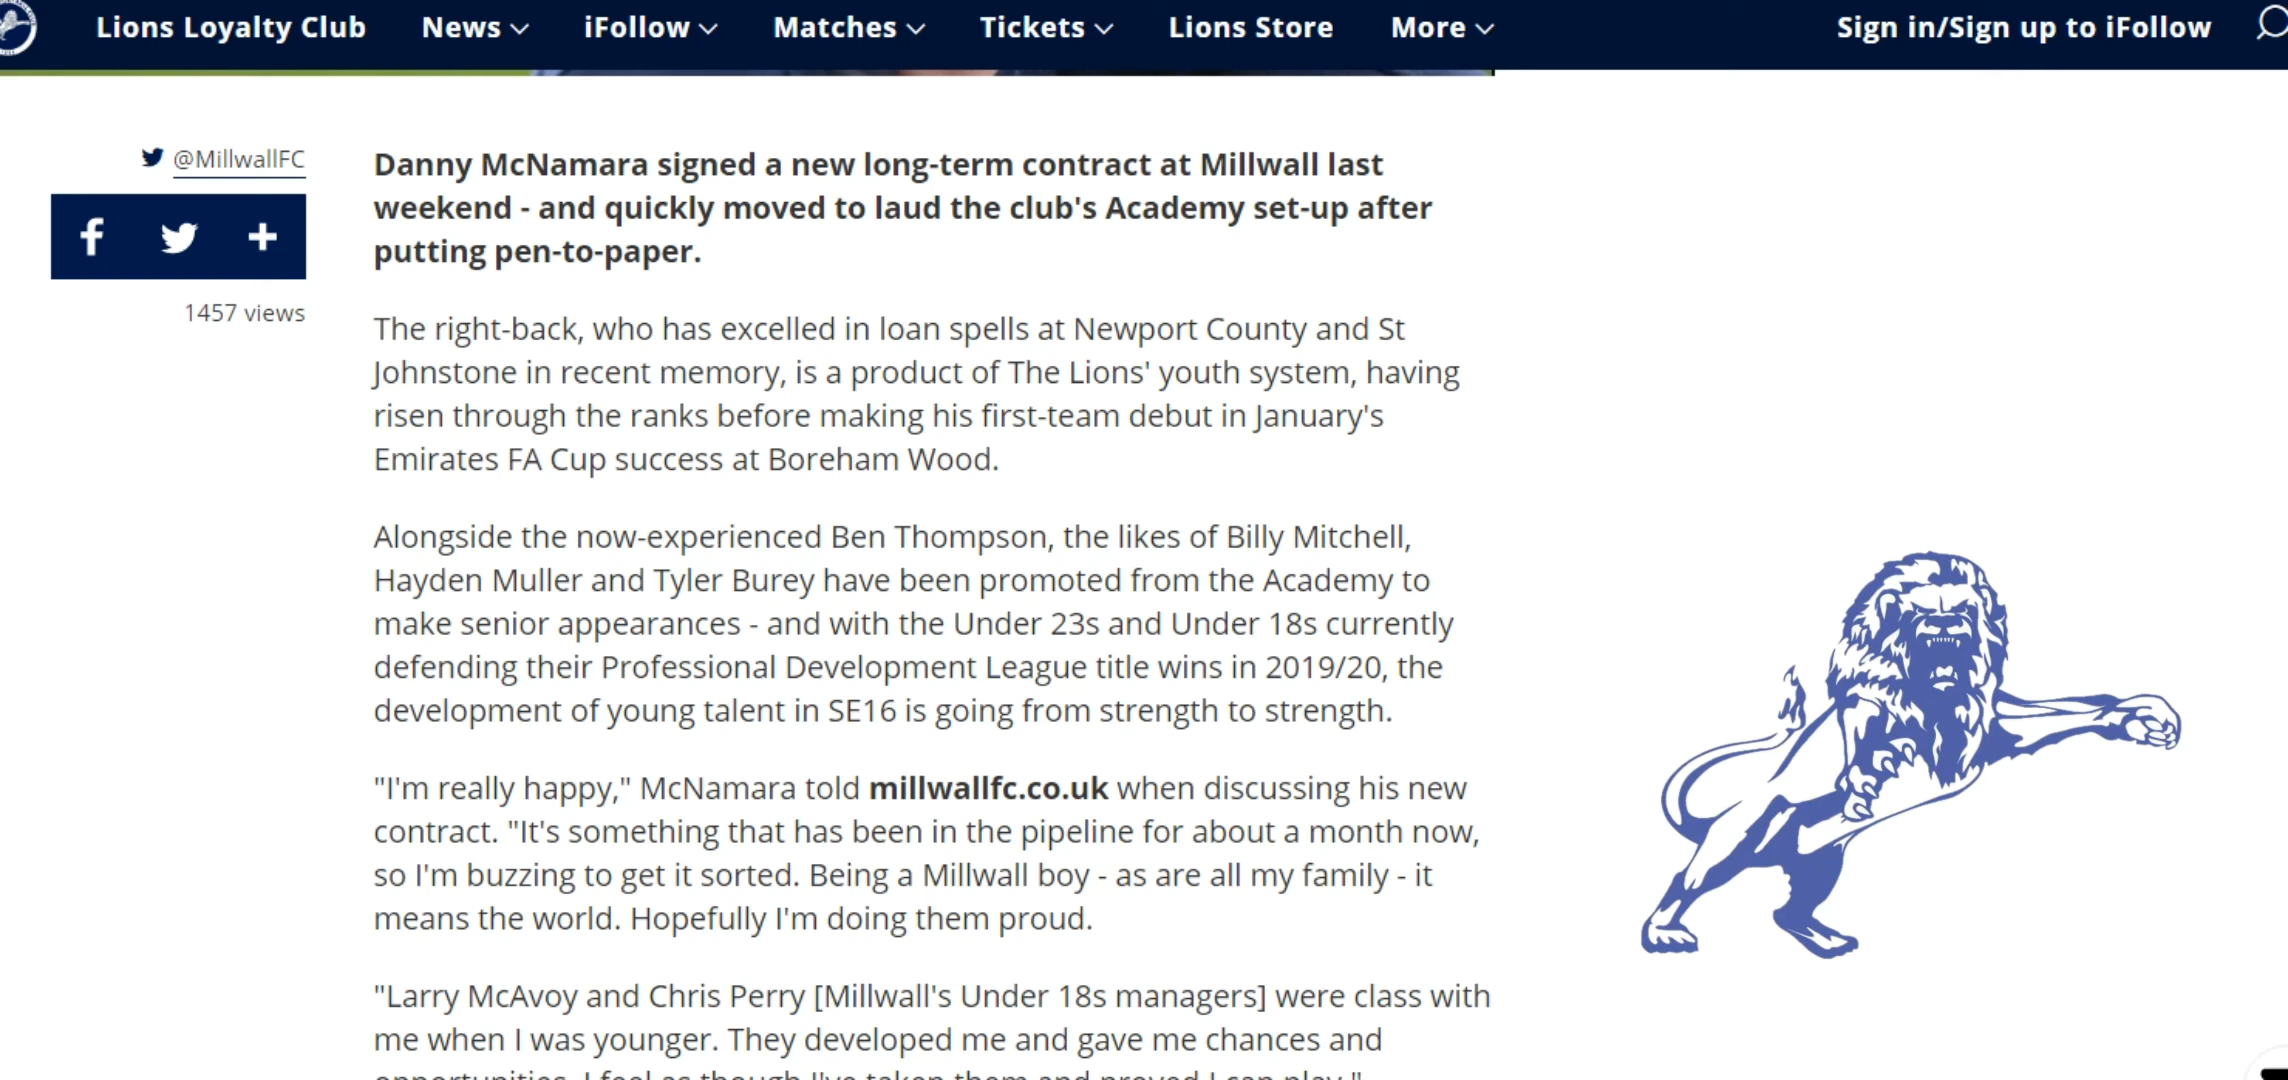 Lions Loyalty Club News iFollow Matches Tickets Lions Store More Sign in/Sign up to iFollow
@MillwallFC
1457 views
Danny McNamara signed a new long-term contract at Millwall last
weekend - and quickly moved to laud the club's Academy set-up after
putting pen-to-paper.
The right-back, who has excelled in loan spells at Newport County and St
Johnstone in recent memory, is a product of The Lions' youth system, having
risen through the ranks before making his first-team debut in January's
Emirates FA Cup success at Boreham Wood.
Alongside the now-experienced Ben Thompson, the likes of Billy Mitchell,
Hayden Muller and Tyler Burey have been promoted from the Academy to
make senior appearances - and with the Under 23s and Under 18s currently
defending their Professional Development League title wins in 2019/20, the
development of young talent in SE16 is going from strength to strength.
"I'm really happy," McNamara told millwallfc.co.uk when discussing his new
contract. "It's something that has been in the pipeline for about a month now,
so I'm buzzing to get it sorted. Being a Millwall boy - as are all my family - it
means the world. Hopefully I'm doing them proud.
"Larry McAvoy and Chris Perry [Millwall's Under 18s managers] were class with
me when I was younger. They developed me and gave me chances and
opportunities. I feel as though I've taken them and proved I can play."